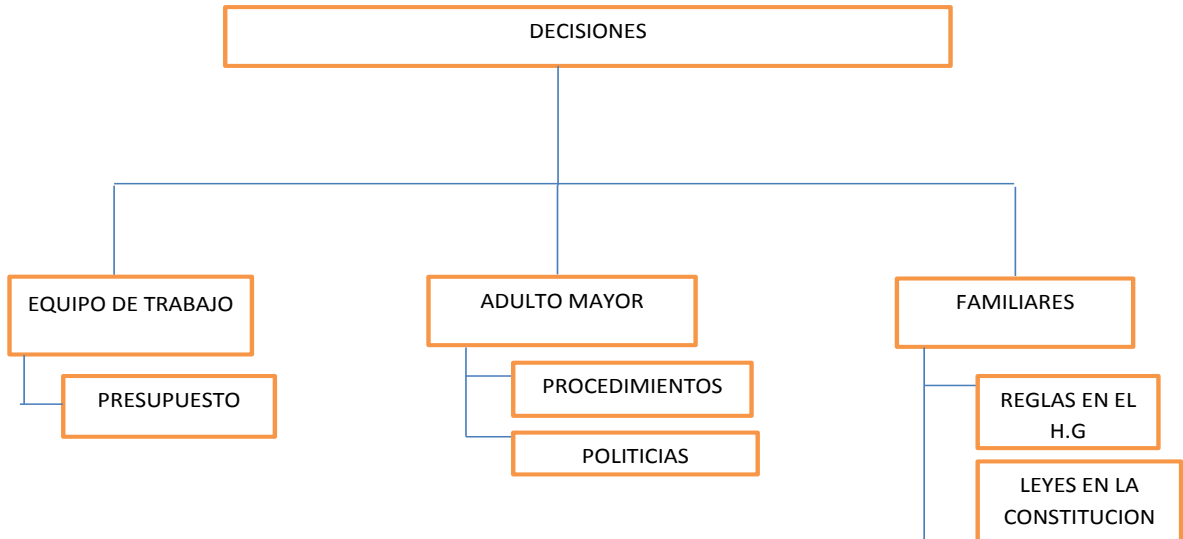 DECISIONES
EQUIPO DE TRABAJO
ADULTO MAYOR
FAMILIARES
PRESUPUESTO
PROCEDIMIENTOS
POLITICIAS
REGLAS EN EL
H.G
LEYES EN LA
CONSTITUCION